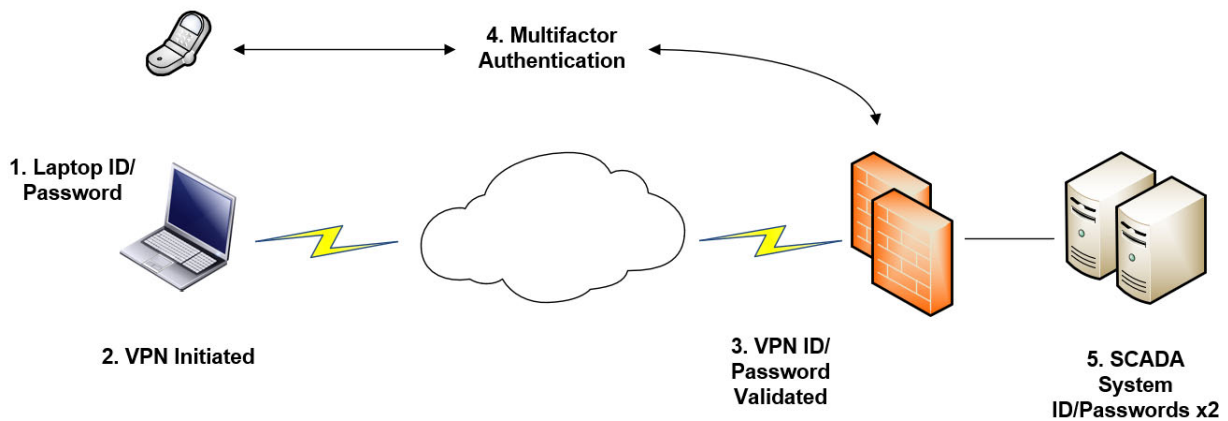 4. Multifactor
Authentication
1. Laptop ID/
Password
2. VPN Initiated
3. VPN ID/
Password
Validated
5. SCADA
System
ID/Passwords x2